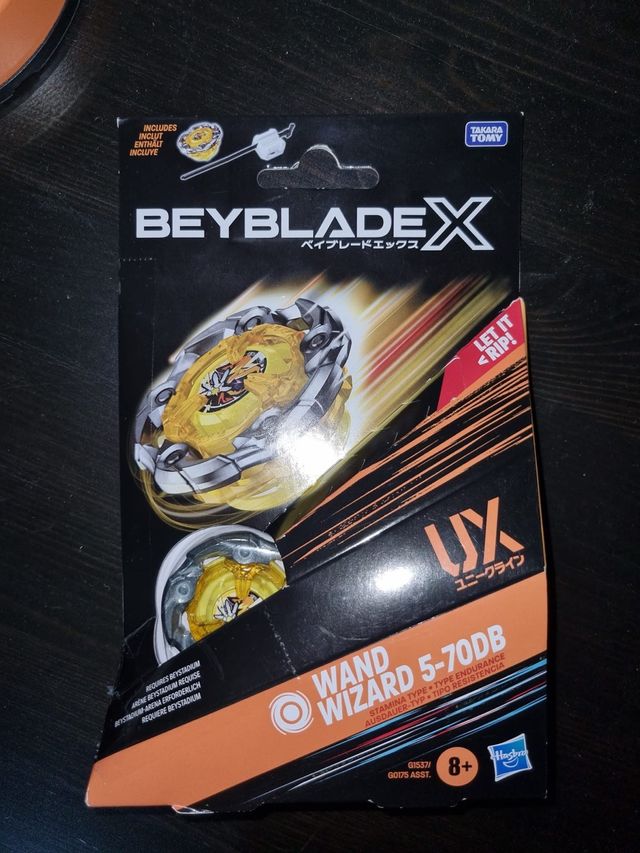 INCLUDES
INCLUT
ENTHÄLT
INCLUYE
TAKARA
TOMY
BEYBLADE X
ベイブレードエックス
LET IT
RIP!
UX
ユニークライン
REQUIRES BEYSTADIUM
ARÈNE BEYSTADIUM REQUISE
BEYSTADIUM-ARENA ERFORDERLICH
REQUIERE BEYSTADIUM
WAND
WIZARD 5-70DB
STAMINA TYPE • TYPE ENDURANCE
AUSDAUER-TYP • TIPO RESISTENCIA
G1537/
G0175 ASST.
8+
Hasbro